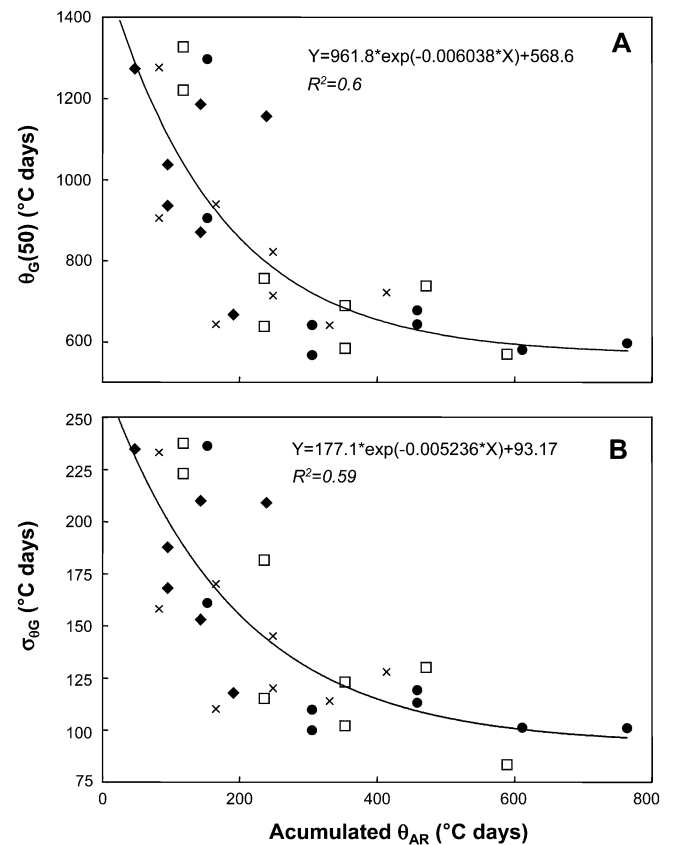 1400
A
Y=961.8*exp(-0.006038*X)+568.6
R²=0.6
1200
1000
800
600
θG(50) (°C days)
250
B
Y=177.1*exp(-0.005236*X)+93.17
R²=0.59
225
200
175
150
125
100
75
σθG (°C days)
0 200 400 600 800
Acumulated θAR (°C days)